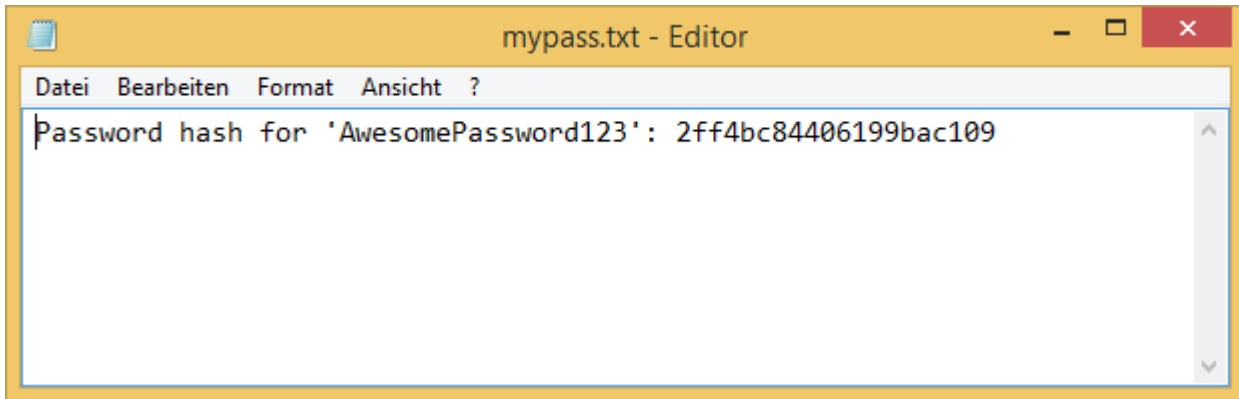 mypass.txt - Editor
Datei Bearbeiten Format Ansicht ?
Password hash for 'AwesomePassword123': 2ff4bc84406199bac109